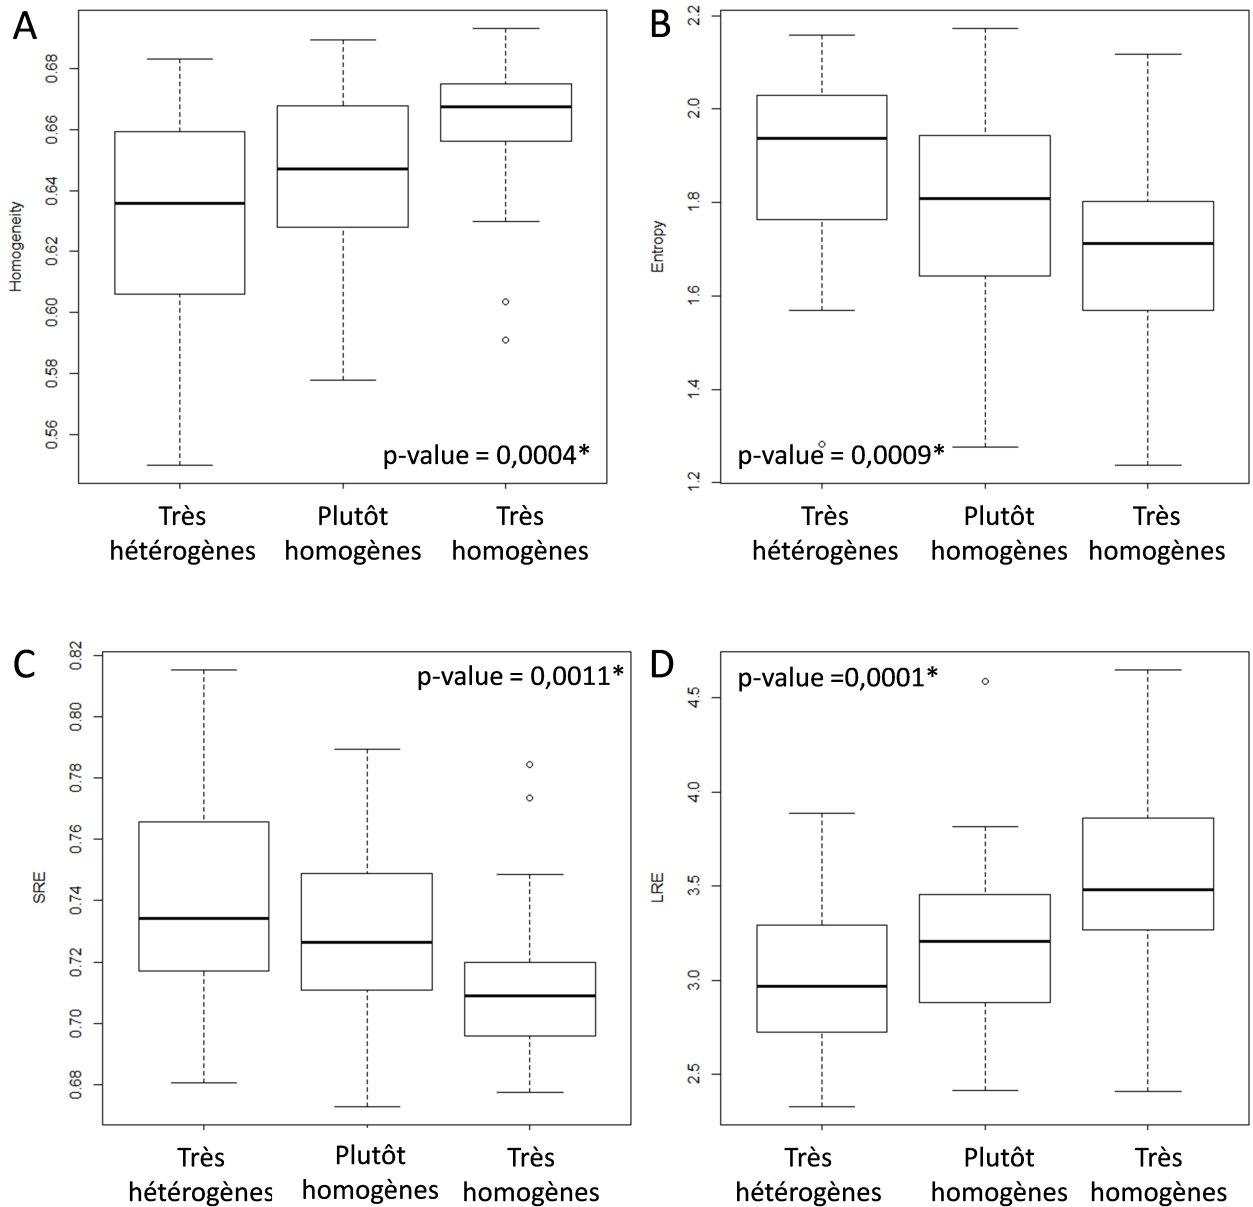 A
Homogeneity
0.68
0.66
0.64
0.62
0.60
0.58
0.56
p-value = 0,0004*
Très
hétérogènes
Plutôt
homogènes
Très
homogènes
B
Entropy
2.2
2.0
1.8
1.6
1.4
1.2
p-value = 0,0009*
Très
hétérogènes
Plutôt
homogènes
Très
homogènes
C
SRE
0.82
0.80
0.78
0.76
0.74
0.72
0.70
0.68
p-value = 0,0011*
Très
hétérogènes
Plutôt
homogènes
Très
homogènes
D
LRE
4.5
4.0
3.5
3.0
2.5
p-value =0,0001*
Très
hétérogènes
Plutôt
homogènes
Très
homogènes